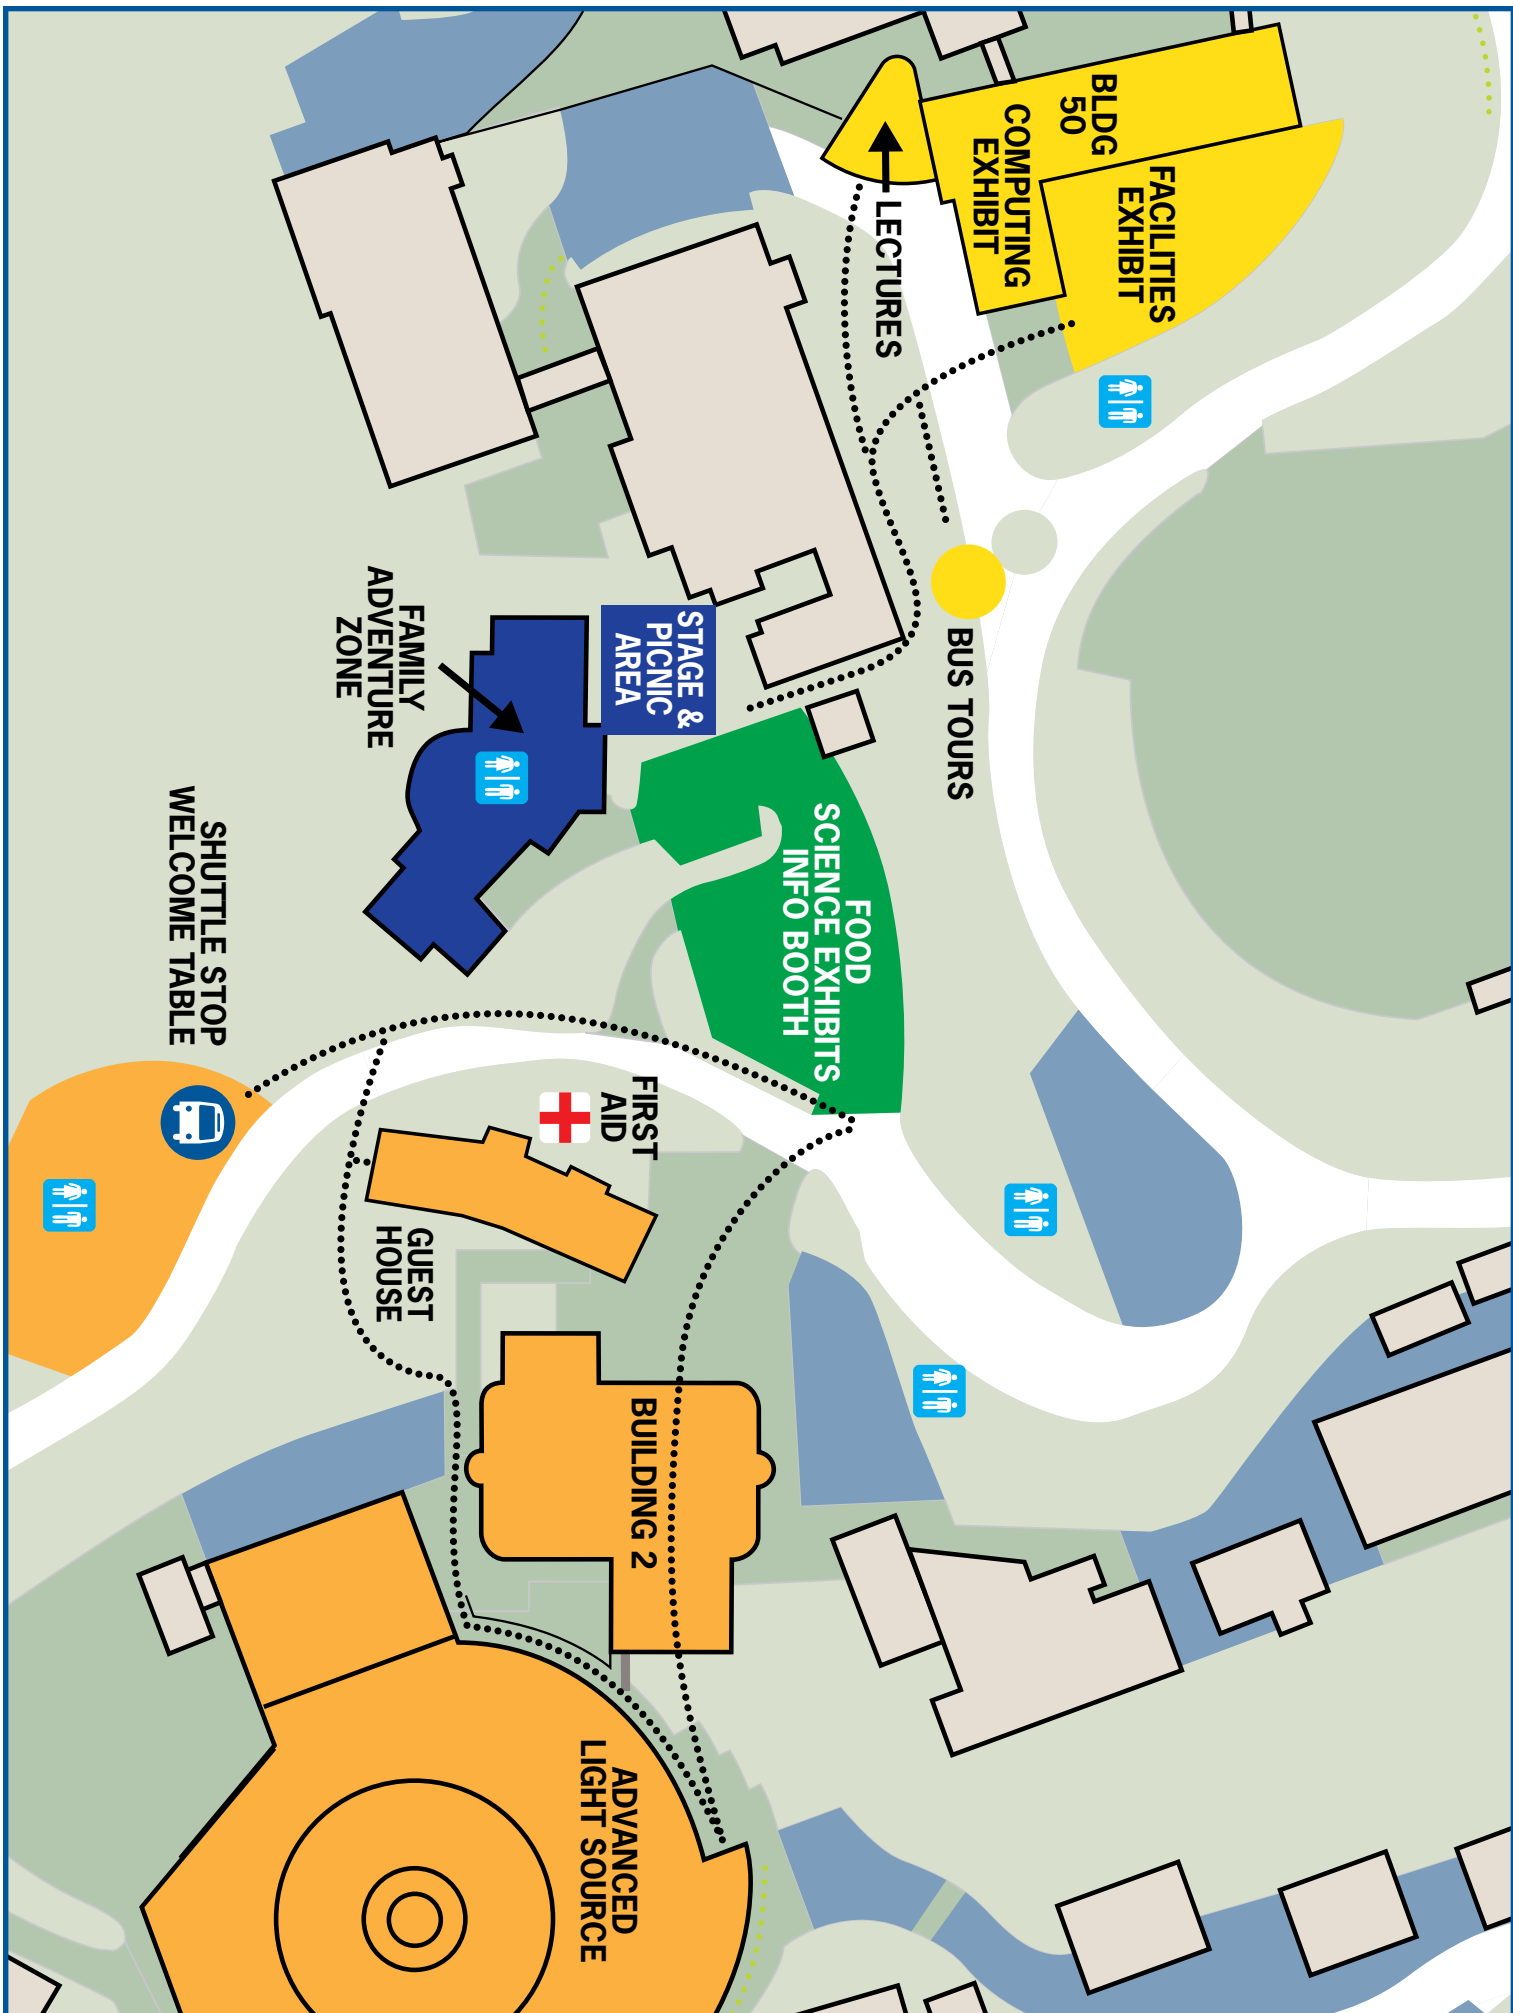 BLDG
50
COMPUTING
EXHIBIT
FACILITIES
EXHIBIT
LECTURES
BUS TOURS
STAGE &
PICNIC
AREA
FAMILY
ADVENTURE
ZONE
FOOD
SCIENCE EXHIBITS
INFO BOOTH
SHUTTLE STOP
WELCOME TABLE
FIRST
AID
GUEST
HOUSE
BUILDING 2
ADVANCED
LIGHT SOURCE